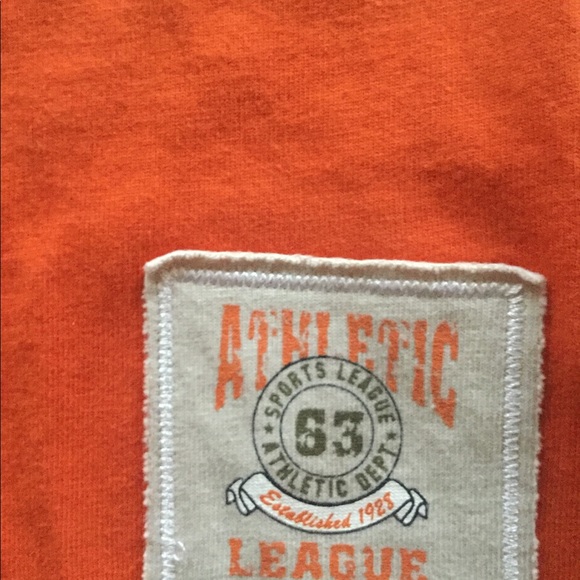 ATHLETIC
SPORTS LEAGUE
63
ATHLETIC DEPT
Established 1928
LEAGUE